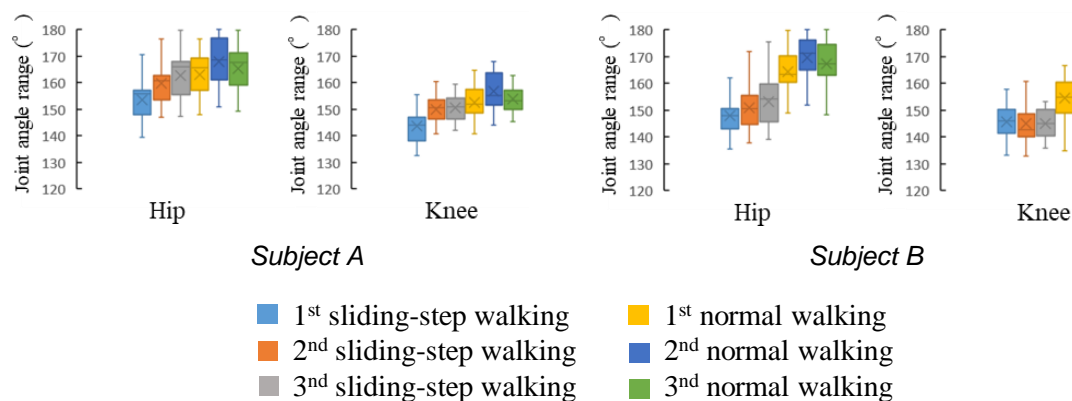 Joint angle range (°)
180
170
160
150
140
130
120
Hip
Joint angle range (°)
180
170
160
150
140
130
120
Knee
Subject A
Joint angle range (°)
180
170
160
150
140
130
120
Hip
Joint angle range (°)
180
170
160
150
140
130
120
Knee
Subject B
1st sliding-step walking
2nd sliding-step walking
3nd sliding-step walking
1st normal walking
2nd normal walking
3nd normal walking